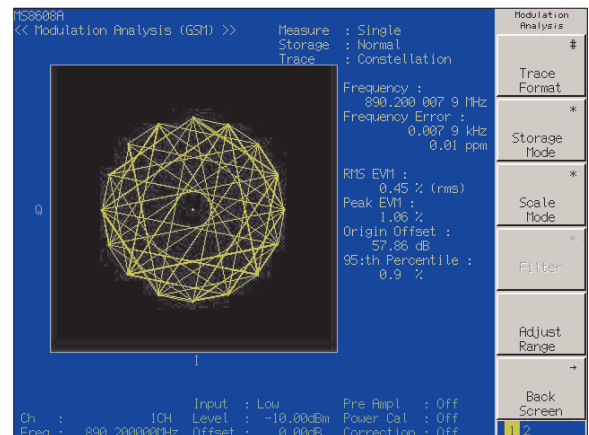 MS8608A
<< Modulation Analysis (GSM) >>
Measure : Single
Storage : Normal
Trace : Constellation
Frequency :
890.200 007 9 MHz
Frequency Error :
0.007 9 kHz
0.01 ppm
RMS EVM :
0.45 % (rms)
Peak EVM :
1.06 %
Origin Offset :
57.86 dB
95:th Percentile :
0.9 %
Q
I
Input : Low
Pre Ampl : Off
Ch : 1CH Level : -10.00dBm Power Cal : Off
Freq : 890.200000MHz Offset : 0.00dB Correction : Off
Modulation
Analysis
#
Trace
Format
*
Storage
Mode
*
Scale
Mode
*
Filter
Adjust
Range
→
Back
Screen
1 2